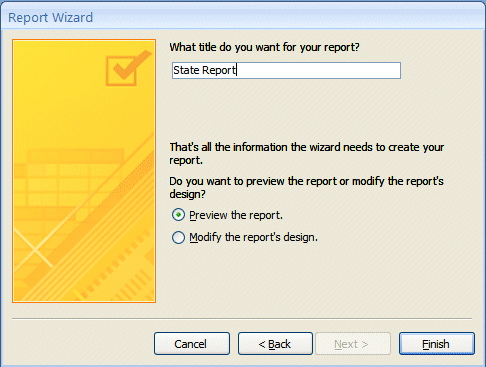 Report Wizard
What title do you want for your report?
State Report
That's all the information the wizard needs to create your
report.
Do you want to preview the report or modify the report's
design?
Preview the report.
Modify the report's design.
Cancel
< Back
Next >
Finish